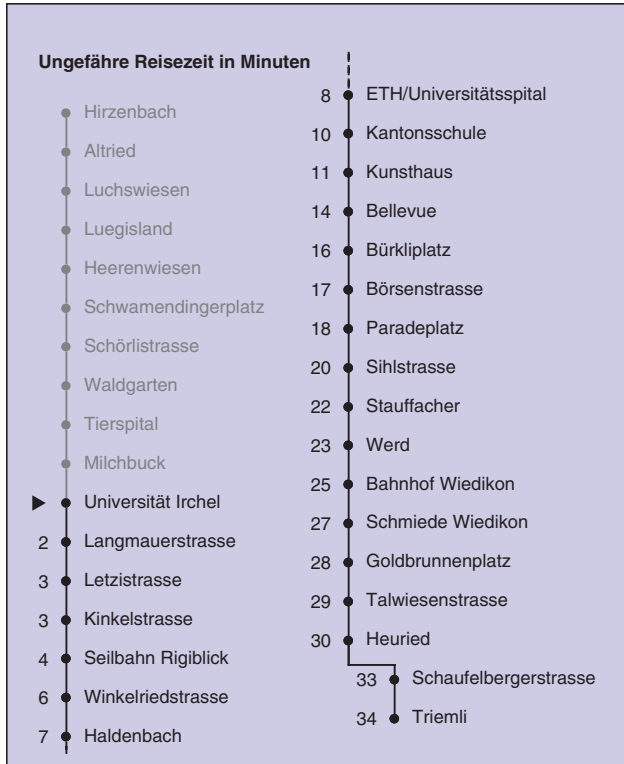 Ungefähre Reisezeit in Minuten
Hirzenbach
Altried
Luchswiesen
Luegisland
Heerenwiesen
Schwamendingerplatz
Schörlistrasse
Waldgarten
Tierspital
Milchbuck
Universität Irchel
2 Langmauerstrasse
3 Letzistrasse
3 Kinkelstrasse
4 Seilbahn Rigiblick
6 Winkelriedstrasse
7 Haldenbach
8 ETH/Universitätsspital
10 Kantonsschule
11 Kunsthaus
14 Bellevue
16 Bürkliplatz
17 Börsenstrasse
18 Paradeplatz
20 Sihlstrasse
22 Stauffacher
23 Werd
25 Bahnhof Wiedikon
27 Schmiede Wiedikon
28 Goldbrunnenplatz
29 Talwiesenstrasse
30 Heuried
33 Schaufelbergerstrasse
34 Triemli